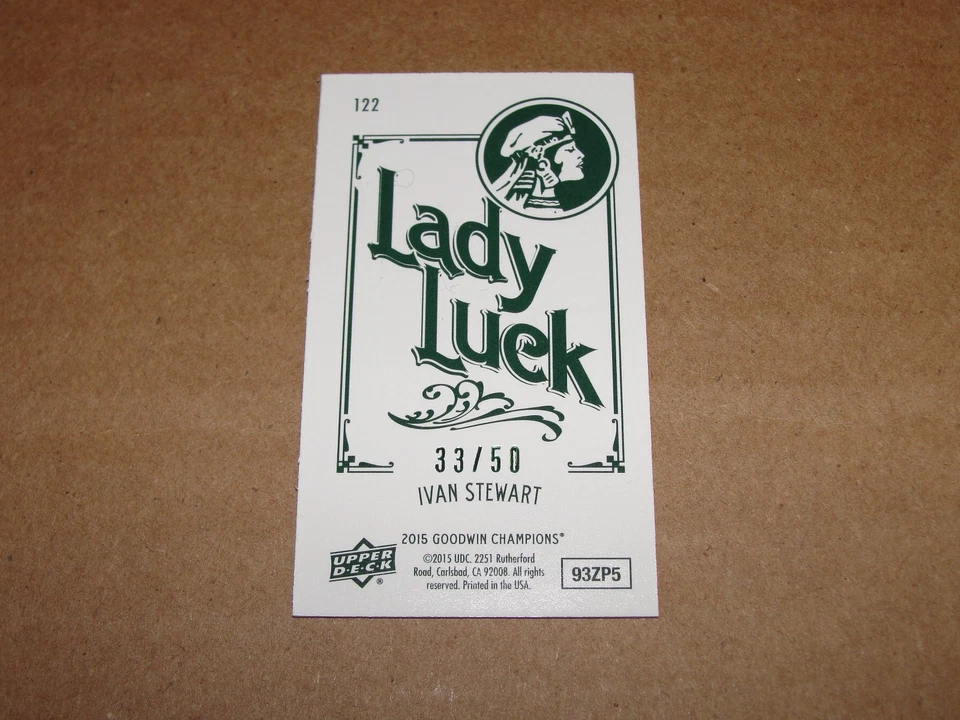 122
Lady
Luck
33/50
IVAN STEWART
2015 GOODWIN CHAMPIONS®
UPPER
D·E·C·K
®
©2015 UDC. 2251 Rutherford
Road, Carlsbad, CA 92008. All rights
reserved. Printed in the USA.
93ZP5